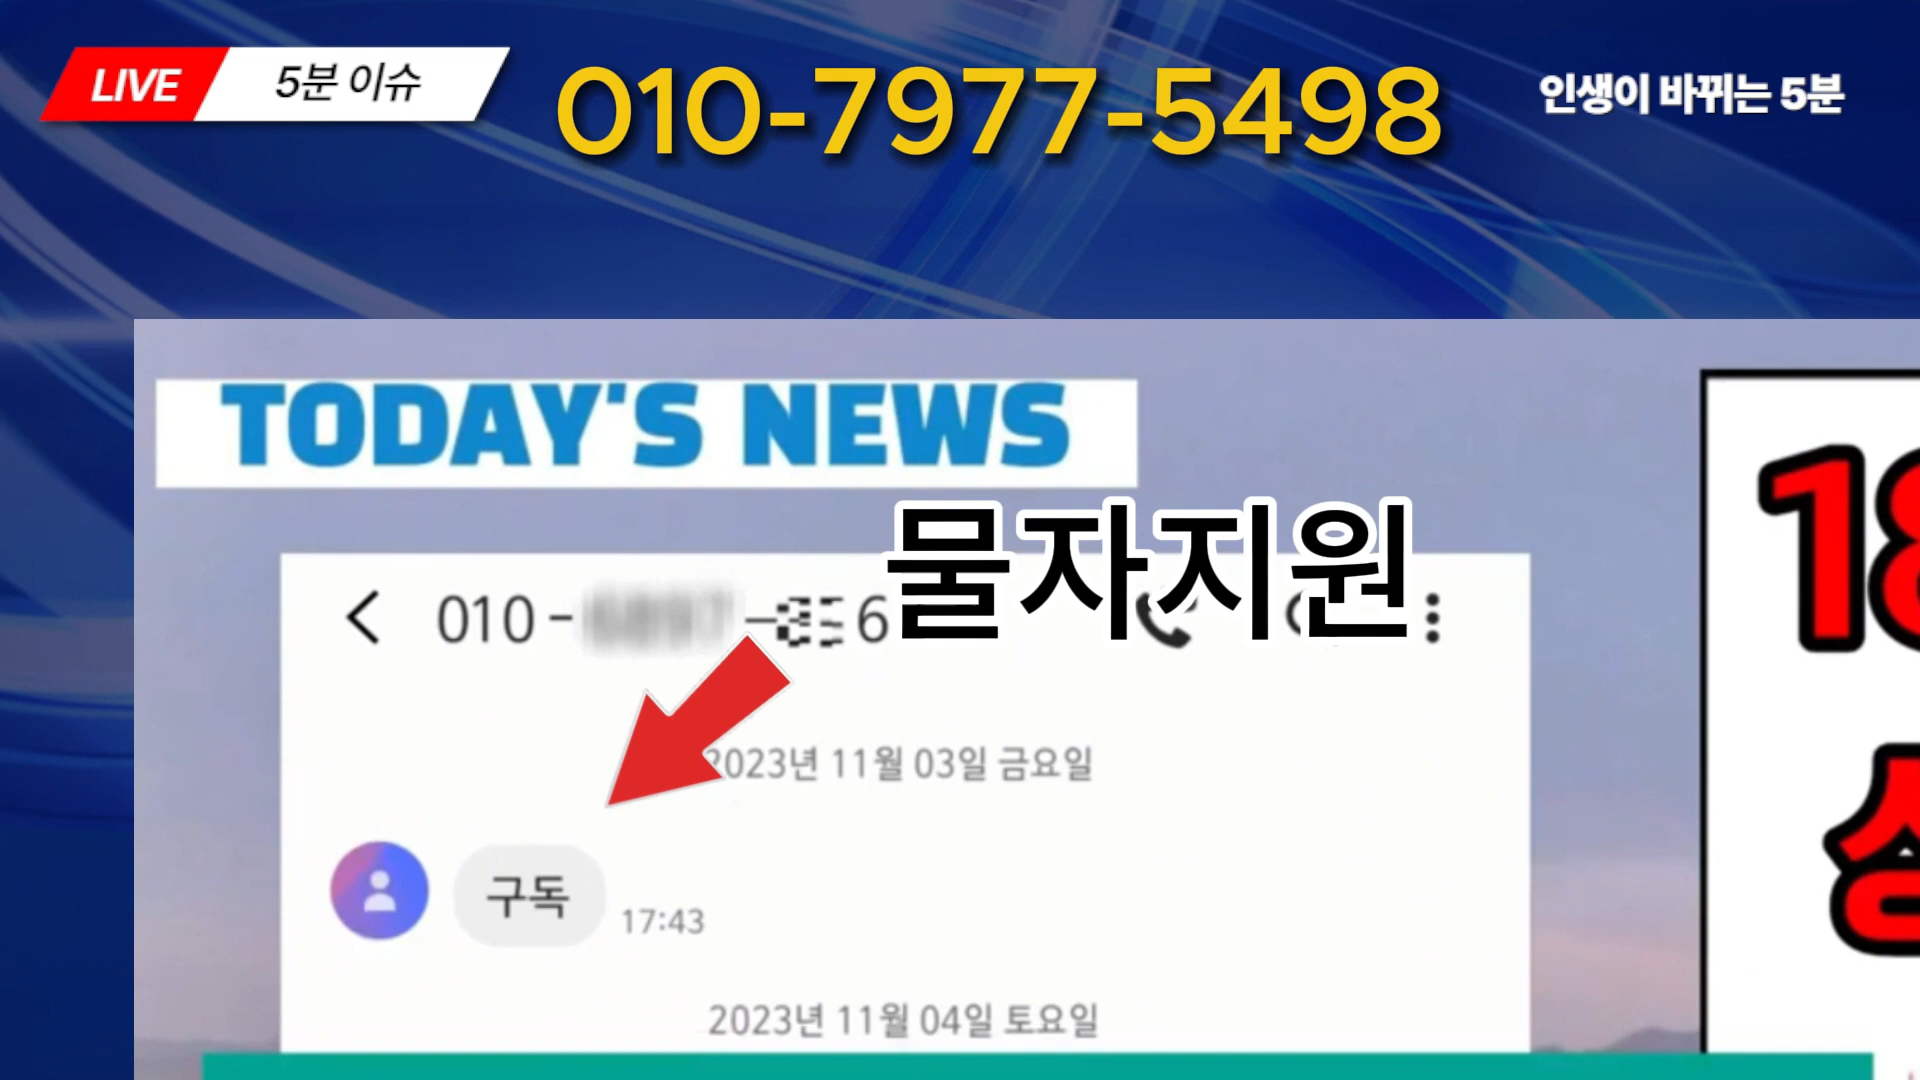 LIVE 5분 이슈 010-7977-5498 인생이 바뀌는 5분
TODAY'S NEWS
물자지원
010-
6
2023년 11월 03일 금요일
구독 17:43
2023년 11월 04일 토요일